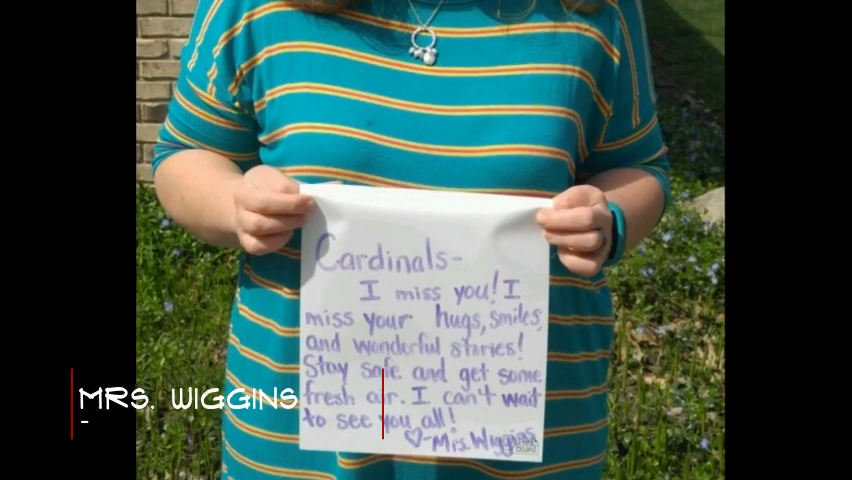 Cardinals-
I miss you! I
miss your hugs, smiles,
and wonderful stories!
Stay safe and get some
fresh air. I can't wait
to see you all!
♡-Mrs. Wiggins
MRS. WIGGINS
-